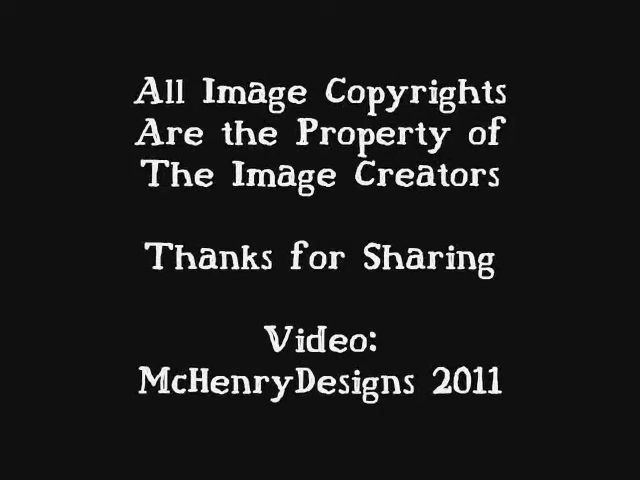 All Image Copyrights
Are the Property of
The Image Creators
Thanks for Sharing
Video:
McHenryDesigns 2011